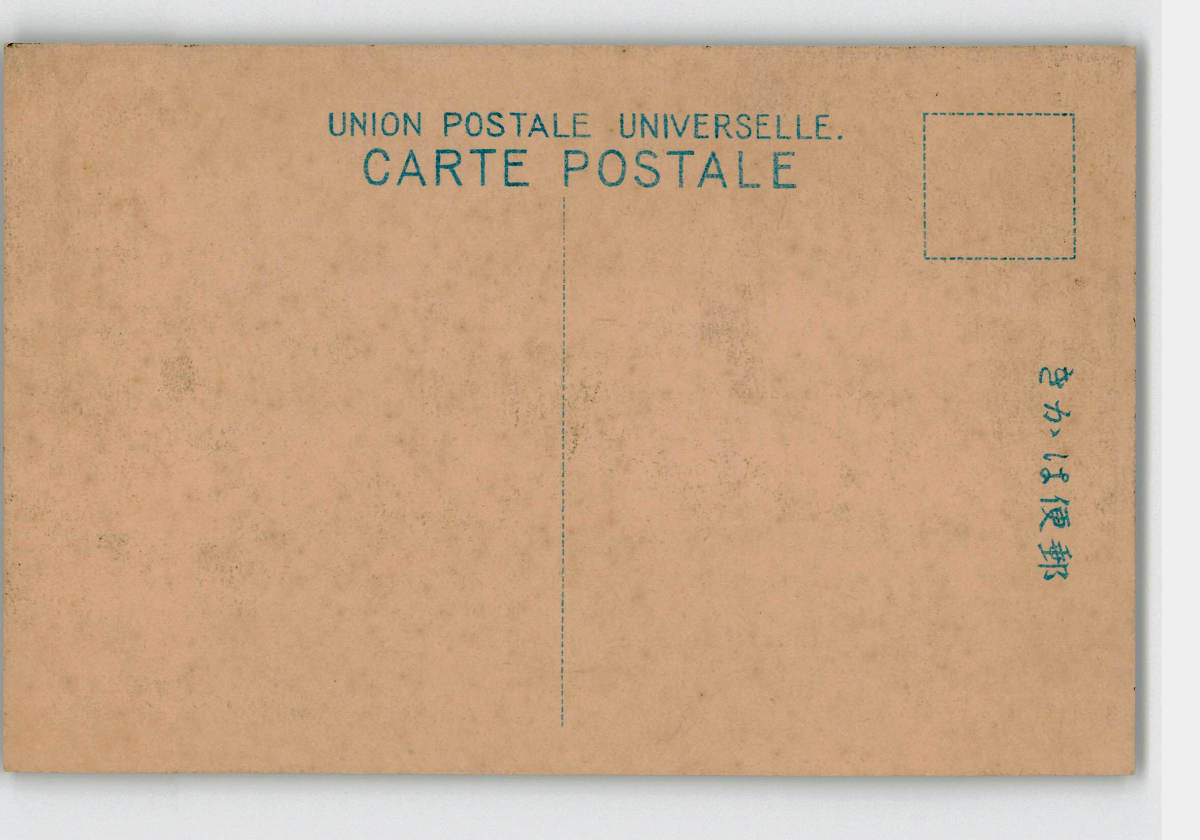 UNION POSTALE UNIVERSELLE.
CARTE POSTALE
郵便はかき